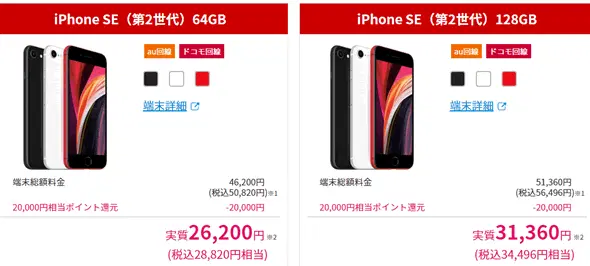 iPhone SE（第2世代）64GB
au回線 ドコモ回線
端末詳細
端末総額料金 46,200円
(税込50,820円)※1
20,000円相当ポイント還元 -20,000円
実質26,200円 ※2
(税込28,820円相当)
iPhone SE（第2世代）128GB
au回線 ドコモ回線
端末詳細
端末総額料金 51,360円
(税込56,496円)※1
20,000円相当ポイント還元 -20,000円
実質31,360円 ※2
(税込34,496円相当)